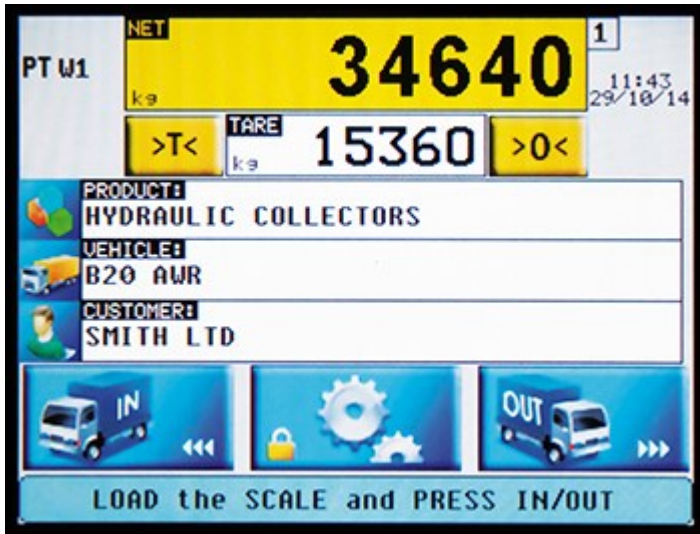 NET
PT W1
kg
34640
1
11:43
29/10/14
>T<
TARE
kg
15360
>0<
PRODUCT:
HYDRAULIC COLLECTORS
VEHICLE:
B20 AWR
CUSTOMER:
SMITH LTD
IN
OUT
LOAD the SCALE and PRESS IN/OUT